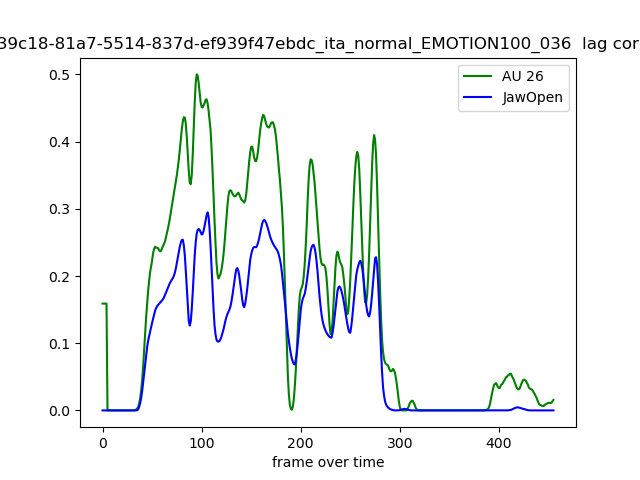 39c18-81a7-5514-837d-ef939f47ebdc_ita_normal_EMOTION100_036 lag cor
AU 26
JawOpen
0.5
0.4
0.3
0.2
0.1
0.0
0 100 200 300 400
frame over time